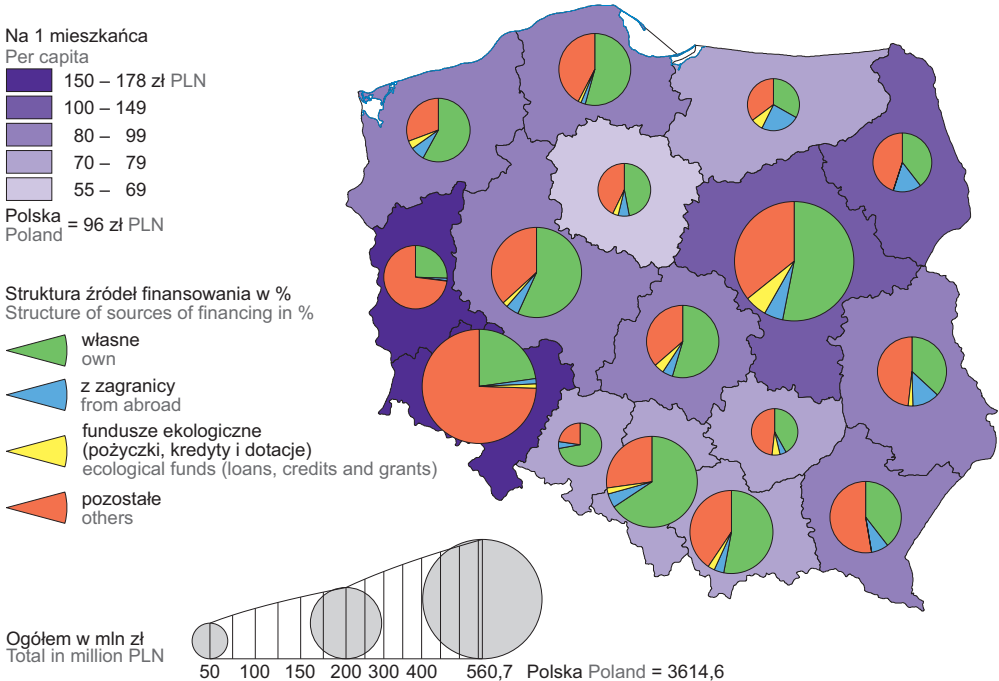 Na 1 mieszkańca
Per capita
150 – 178 zł PLN
100 – 149
80 – 99
70 – 79
55 – 69
Polska
Poland = 96 zł PLN
Struktura źródeł finansowania w %
Structure of sources of financing in %
własne
own
z zagranicy
from abroad
fundusze ekologiczne
(pożyczki, kredyty i dotacje)
ecological funds (loans, credits and grants)
pozostałe
others
Ogółem w mln zł
Total in million PLN
50 100 150 200 300 400 560,7 Polska Poland = 3614,6